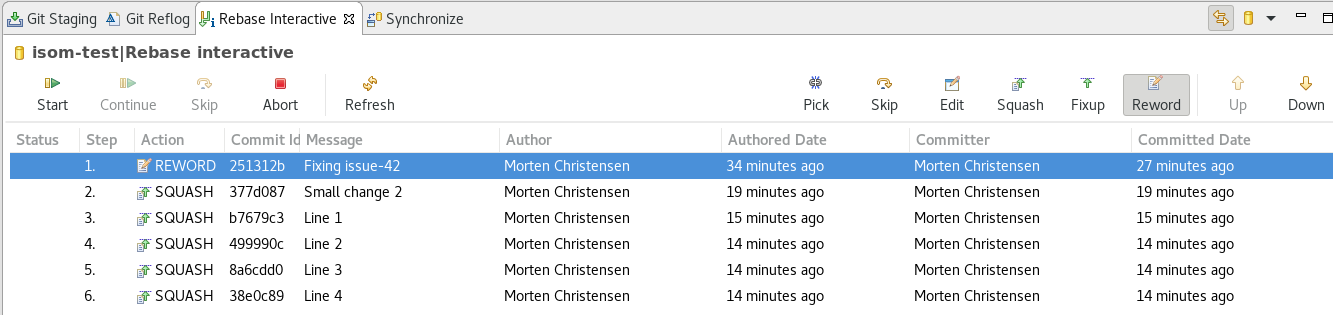 Git Staging Git Reflog Rebase Interactive Synchronize
isom-test|Rebase interactive
Start Continue Skip Abort Refresh Pick Skip Edit Squash Fixup Reword Up Down
Status Step Action Commit Id Message Author Authored Date Committer Committed Date
1. REWORD 251312b Fixing issue-42 Morten Christensen 34 minutes ago Morten Christensen 27 minutes ago
2. SQUASH 377d087 Small change 2 Morten Christensen 19 minutes ago Morten Christensen 19 minutes ago
3. SQUASH b7679c3 Line 1 Morten Christensen 15 minutes ago Morten Christensen 15 minutes ago
4. SQUASH 499990c Line 2 Morten Christensen 14 minutes ago Morten Christensen 14 minutes ago
5. SQUASH 8a6cdd0 Line 3 Morten Christensen 14 minutes ago Morten Christensen 14 minutes ago
6. SQUASH 38e0c89 Line 4 Morten Christensen 14 minutes ago Morten Christensen 14 minutes ago